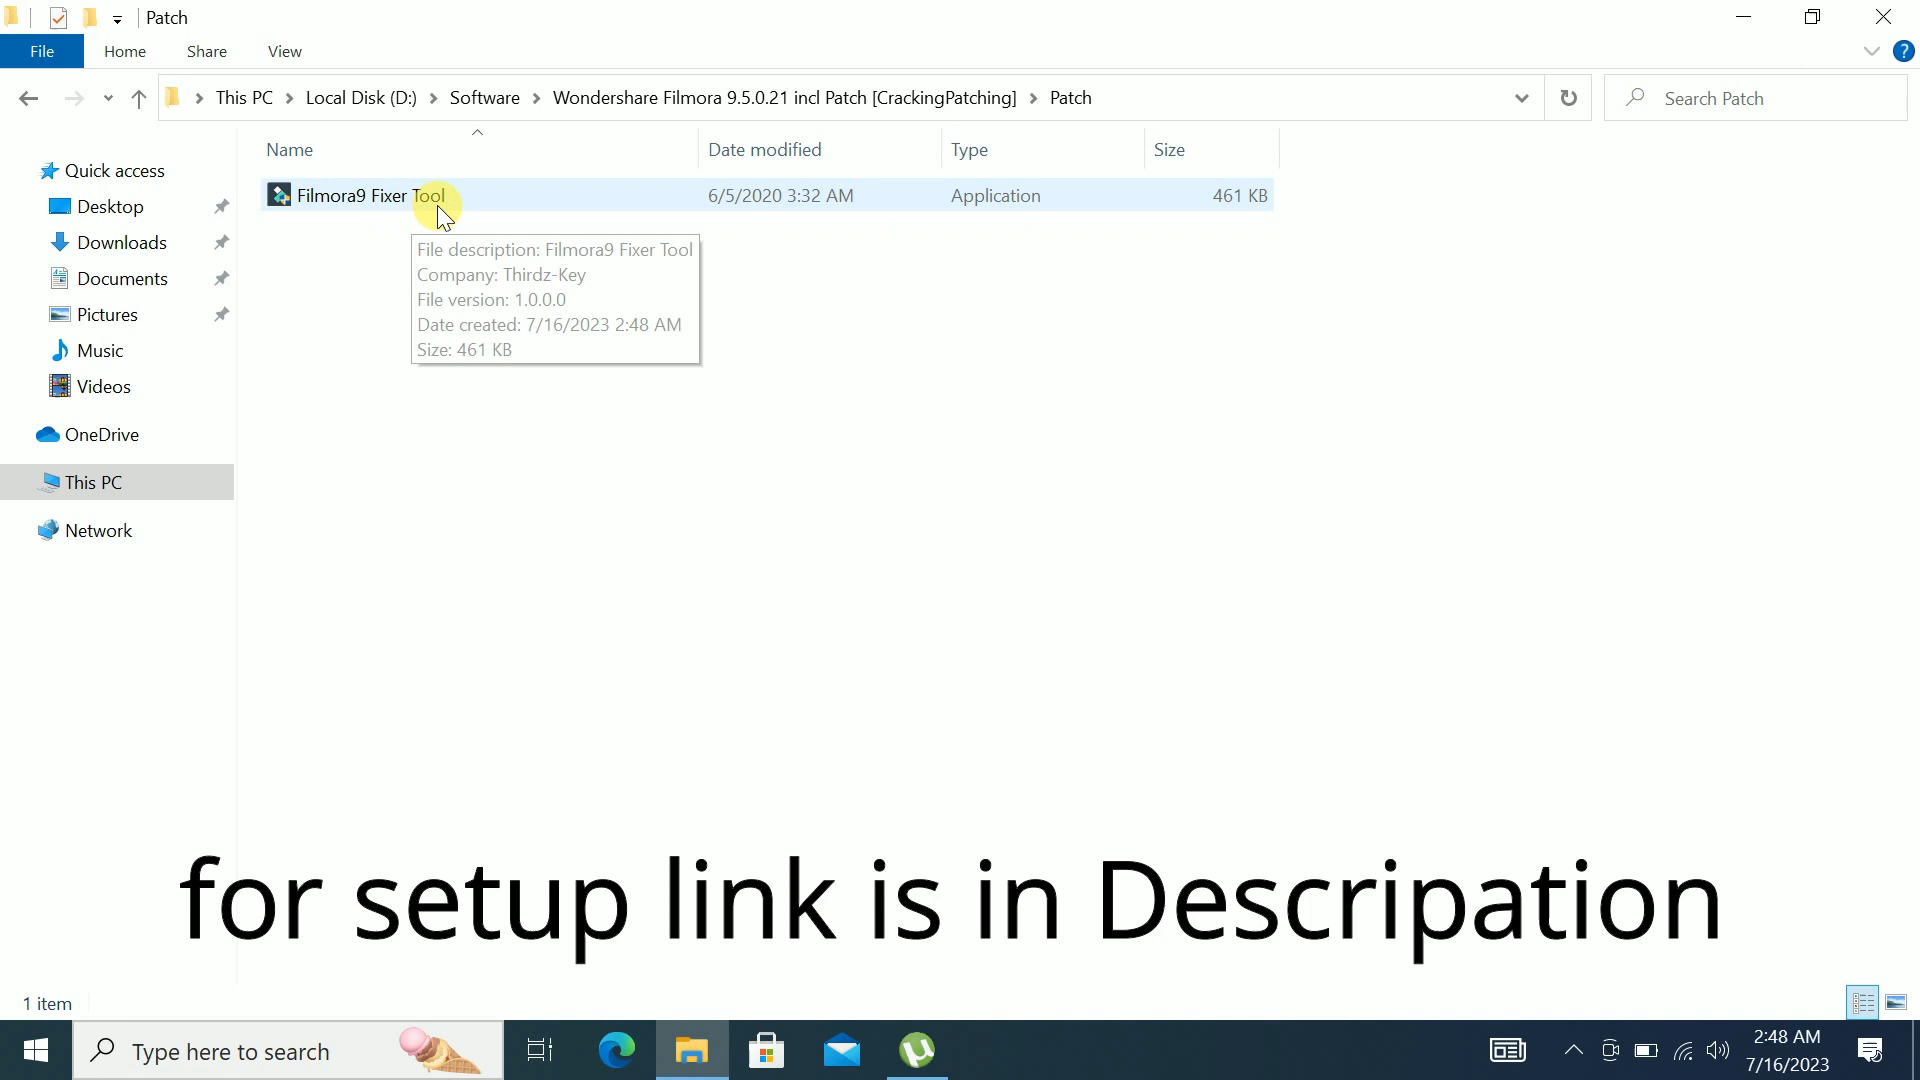 Patch
File Home Share View
This PC Local Disk (D:) Software Wondershare Filmora 9.5.0.21 incl Patch [CrackingPatching] Patch
Search Patch
Name Date modified Type Size
Filmora9 Fixer Tool 6/5/2020 3:32 AM Application 461 KB
File description: Filmora9 Fixer Tool
Company: Thirdz-Key
File version: 1.0.0.0
Date created: 7/16/2023 2:48 AM
Size: 461 KB
Quick access
Desktop
Downloads
Documents
Pictures
Music
Videos
OneDrive
This PC
Network
for setup link is in Descripation
1 item
Type here to search
2:48 AM
7/16/2023